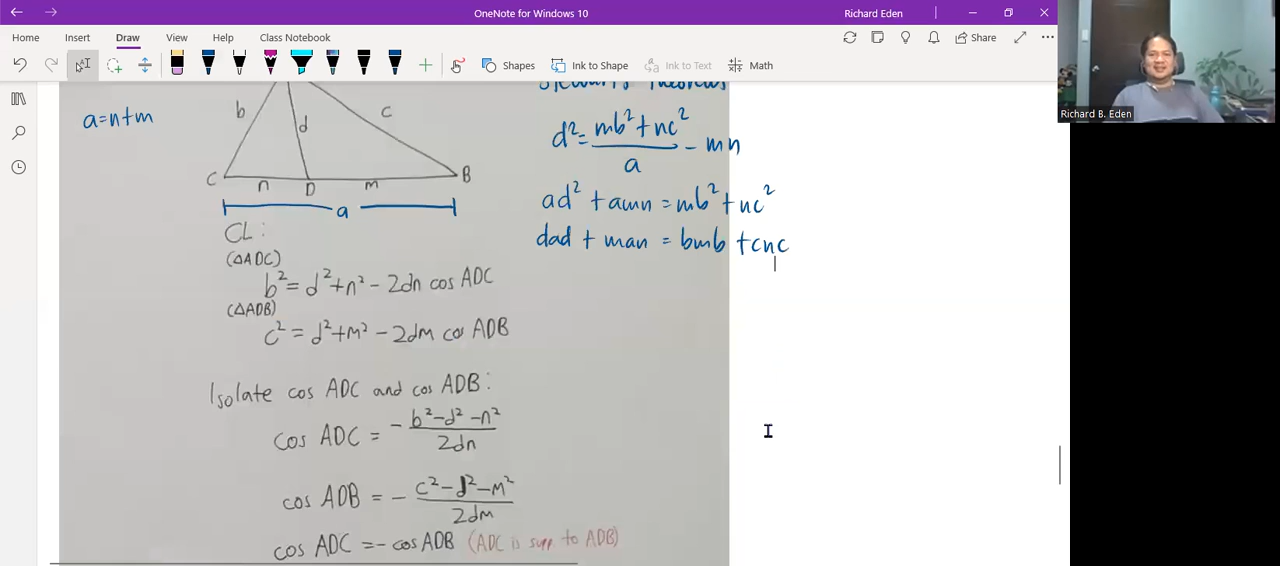 OneNote for Windows 10
Richard Eden
Home Insert Draw View Help Class Notebook
Share
Shapes
Ink to Shape
Ink to Text
Math
Richard B. Eden
a=n+m
b
d
c
C
n
D
m
B
a
CL:
(△ADC)
b² = d²+n² - 2dn cos ADC
(△ADB)
c² = d²+m² - 2dm cos ADB
Isolate cos ADC and cos ADB:
cos ADC = - b²-d²-n² / 2dn
cos ADB = - c²-d²-m² / 2dm
cos ADC = - cos ADB (ADC is supp to ADB)
Stewart's Theorem
d² = mb²+nc² / a - mn
ad² + amn = mb² + nc²
dad + man = bmb + cnc